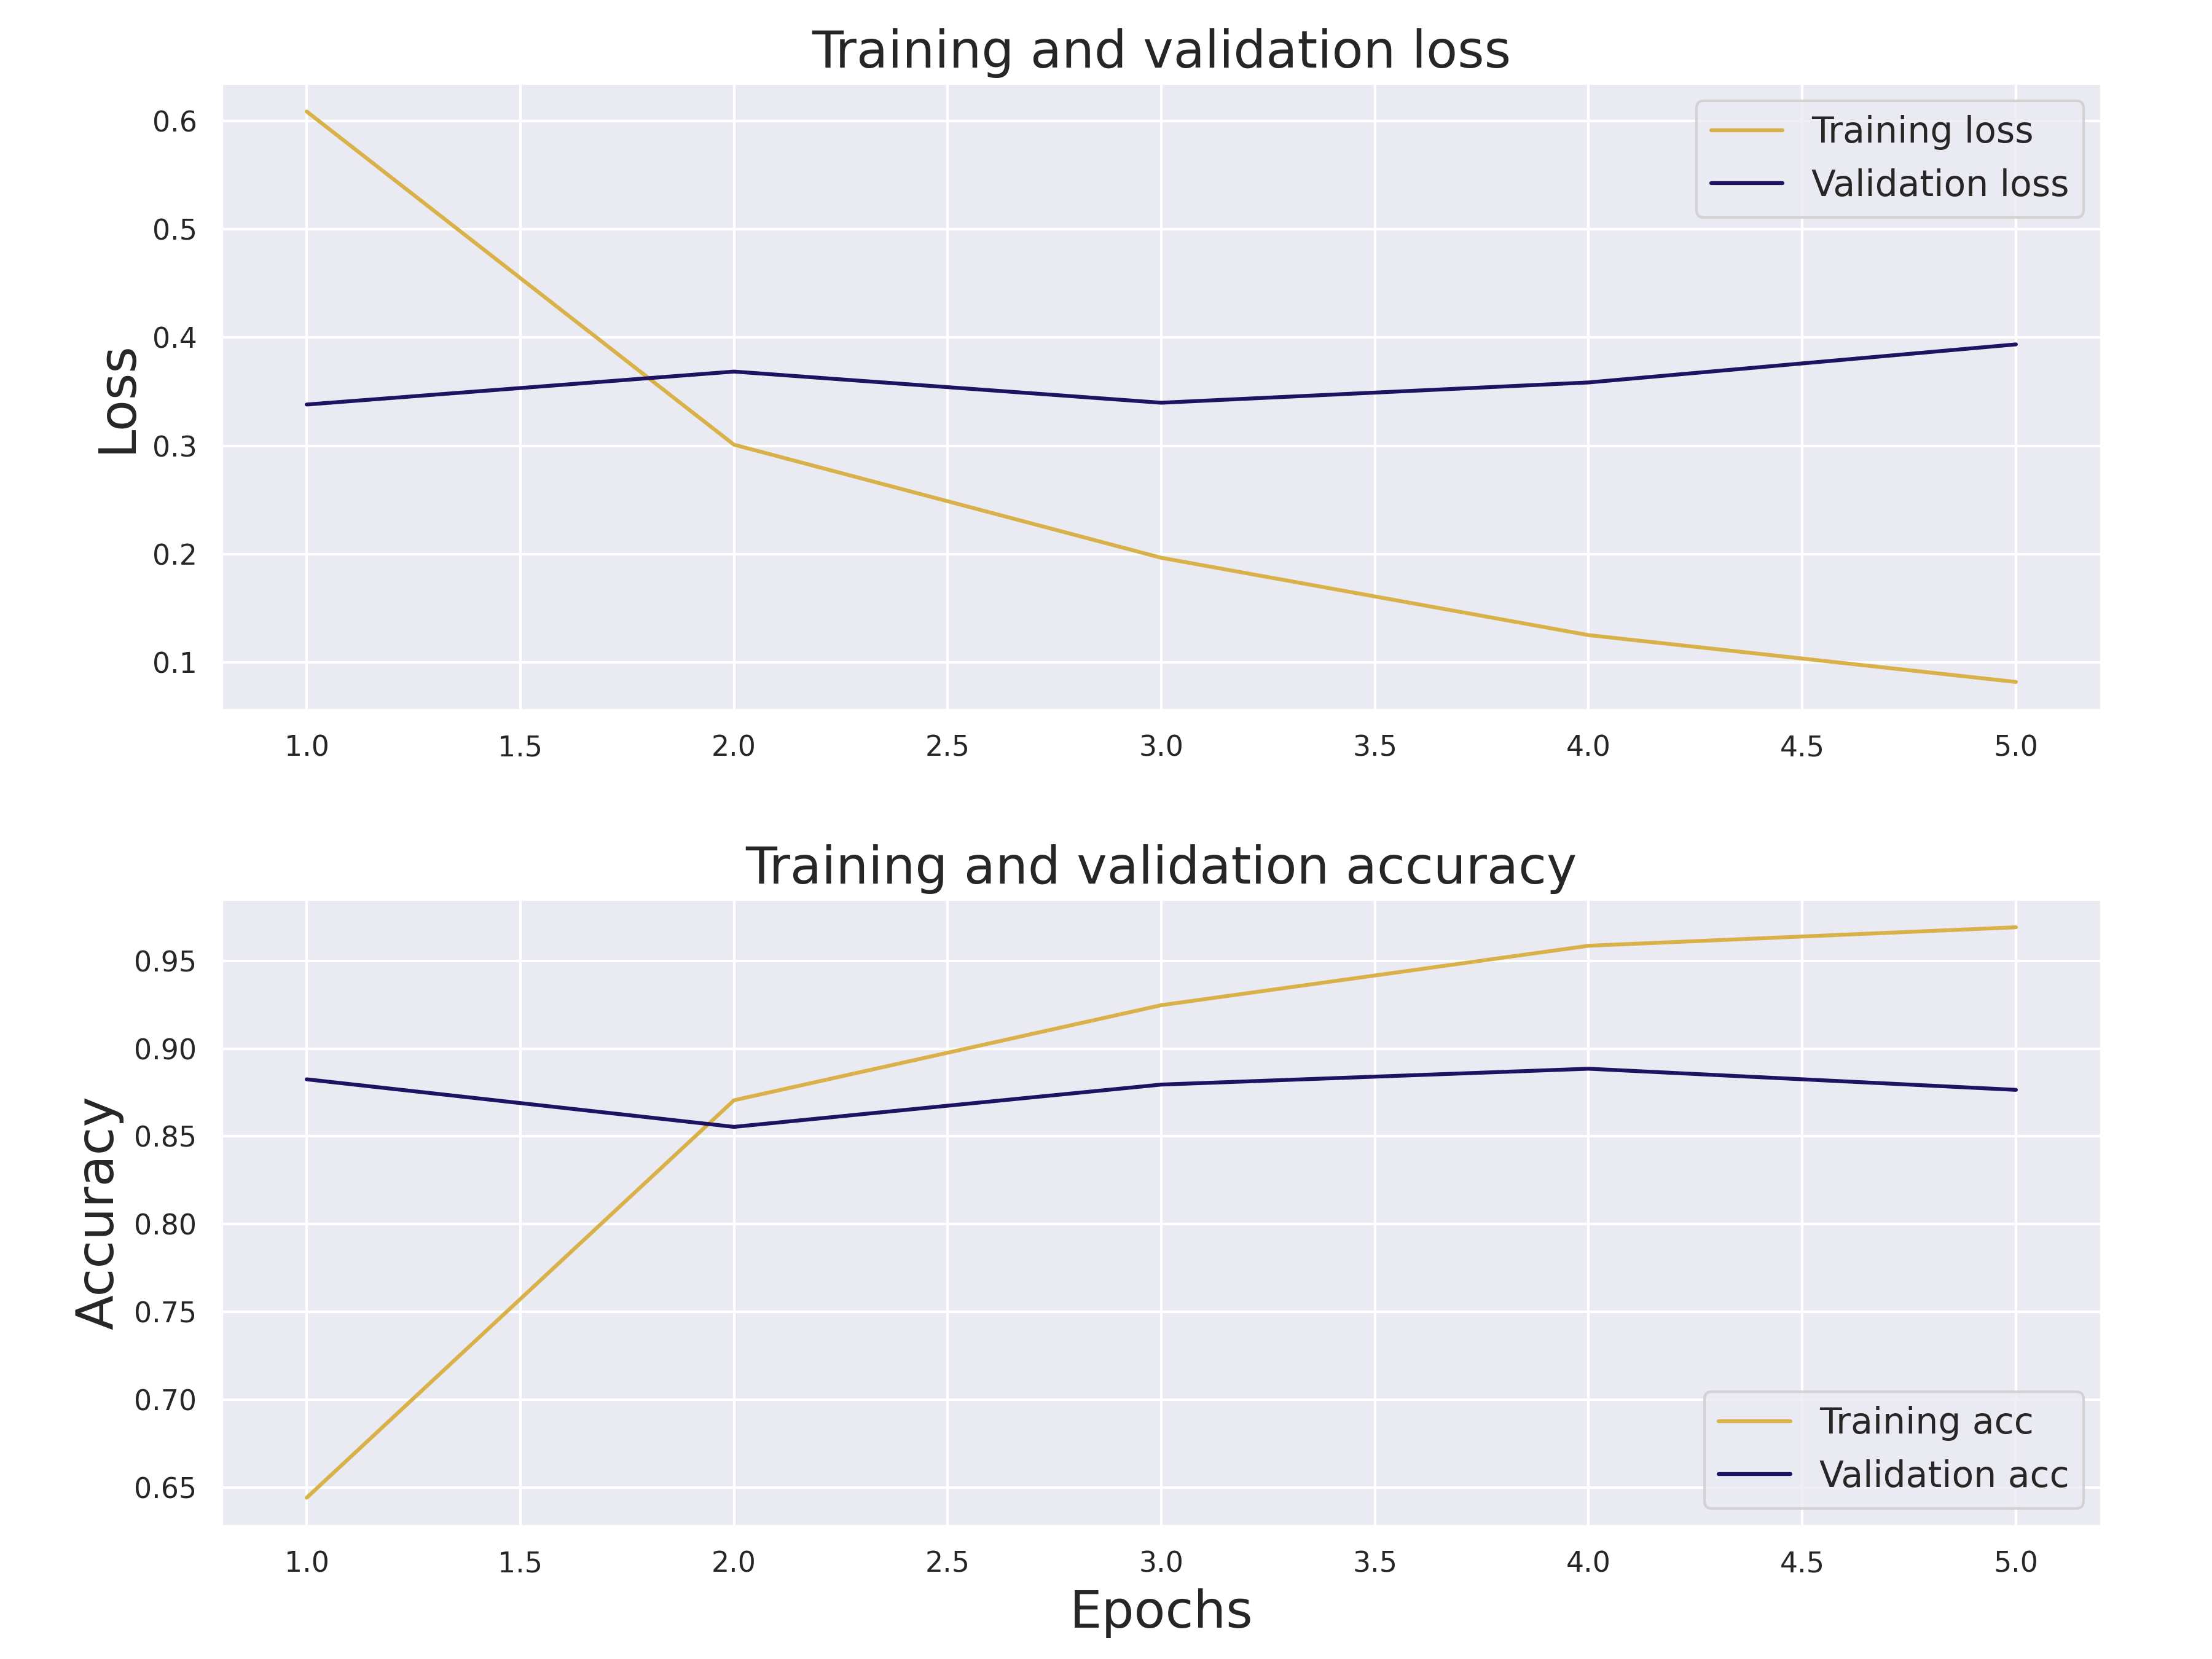 Training and validation loss
Loss
0.6
0.5
0.4
0.3
0.2
0.1
Training loss
Validation loss
1.0 1.5 2.0 2.5 3.0 3.5 4.0 4.5 5.0
Training and validation accuracy
Accuracy
0.95
0.90
0.85
0.80
0.75
0.70
0.65
Training acc
Validation acc
1.0 1.5 2.0 2.5 3.0 3.5 4.0 4.5 5.0
Epochs